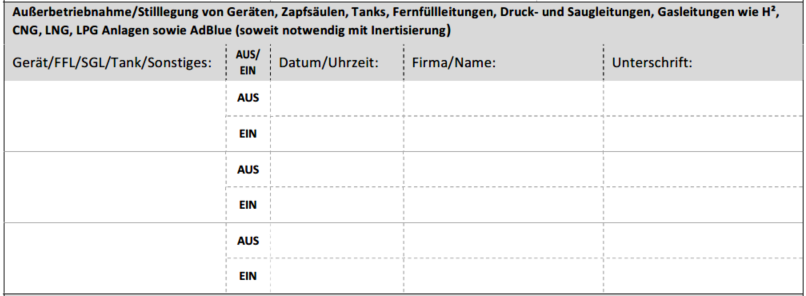 Außerbetriebnahme/Stilllegung von Geräten, Zapfsäulen, Tanks, Fernfüllleitungen, Druck- und Saugleitungen, Gasleitungen wie H²,
CNG, LNG, LPG Anlagen sowie AdBlue (soweit notwendig mit Inertisierung)
Gerät/FFL/SGL/Tank/Sonstiges: AUS/EIN Datum/Uhrzeit: Firma/Name: Unterschrift:
AUS
EIN
AUS
EIN
AUS
EIN